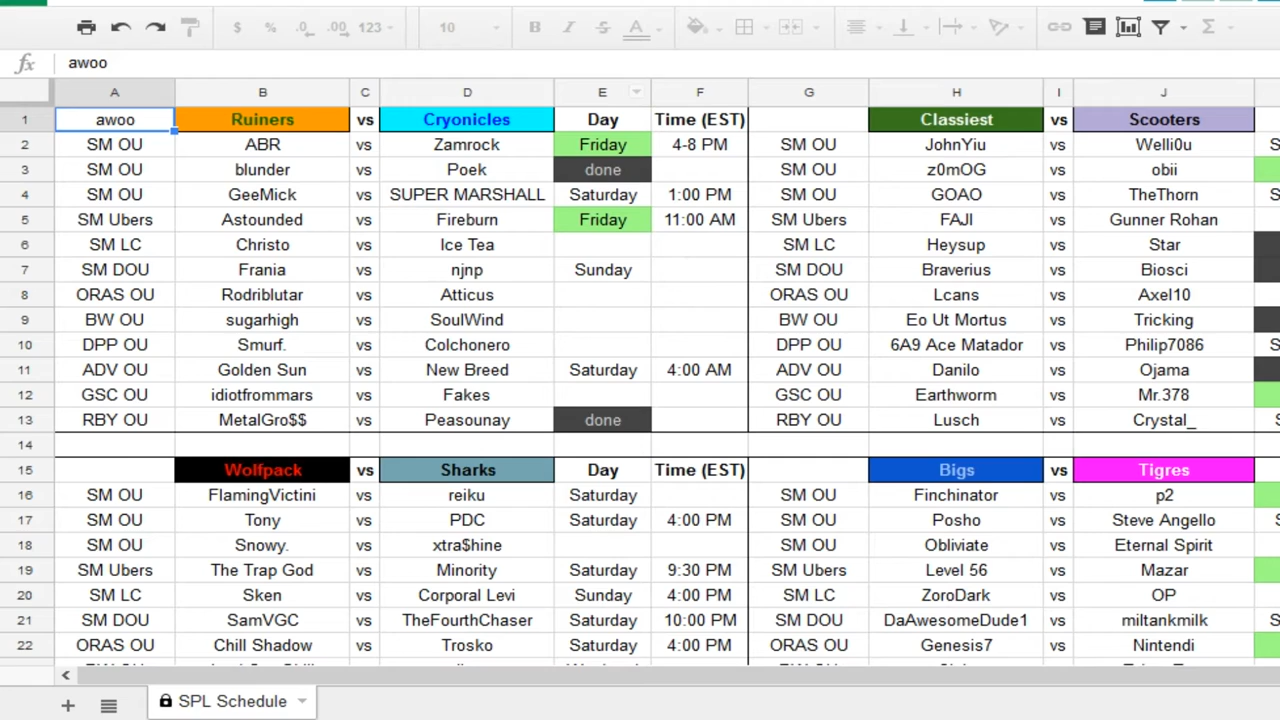 $ % .0 .00 123 10 B I S A Σ
fx awoo
A B C D E F G H I J
1 awoo Ruiners vs Cryonicles Day Time (EST) Classiest vs Scooters
2 SM OU ABR vs Zamrock Friday 4-8 PM SM OU JohnYiu vs Welli0u
3 SM OU blunder vs Poek done SM OU z0mOG vs obii
4 SM OU GeeMick vs SUPER MARSHALL Saturday 1:00 PM SM OU GOAO vs TheThorn
5 SM Ubers Astounded vs Fireburn Friday 11:00 AM SM Ubers FAJI vs Gunner Rohan
6 SM LC Christo vs Ice Tea SM LC Heysup vs Star
7 SM DOU Frania vs njnp Sunday SM DOU Braverius vs Biosci
8 ORAS OU Rodriblutar vs Atticus ORAS OU Lcans vs Axel10
9 BW OU sugarhigh vs SoulWind BW OU Eo Ut Mortus vs Tricking
10 DPP OU Smurf. vs Colchonero DPP OU 6A9 Ace Matador vs Philip7086
11 ADV OU Golden Sun vs New Breed Saturday 4:00 AM ADV OU Danilo vs Ojama
12 GSC OU idiotfrommars vs Fakes GSC OU Earthworm vs Mr.378
13 RBY OU MetalGro$$ vs Peasounay done RBY OU Lusch vs Crystal_
14
15 Wolfpack vs Sharks Day Time (EST) Bigs vs Tigres
16 SM OU FlamingVictini vs reiku Saturday SM OU Finchinator vs p2
17 SM OU Tony vs PDC Saturday 4:00 PM SM OU Posho vs Steve Angello
18 SM OU Snowy. vs xtra$hine SM OU Obliviate vs Eternal Spirit
19 SM Ubers The Trap God vs Minority Saturday 9:30 PM SM Ubers Level 56 vs Mazar
20 SM LC Sken vs Corporal Levi Sunday 4:00 PM SM LC ZoroDark vs OP
21 SM DOU SamVGC vs TheFourthChaser Saturday 10:00 PM SM DOU DaAwesomeDude1 vs miltankmilk
22 ORAS OU Chill Shadow vs Trosko Saturday 4:00 PM ORAS OU Genesis7 vs Nintendi
SPL Schedule